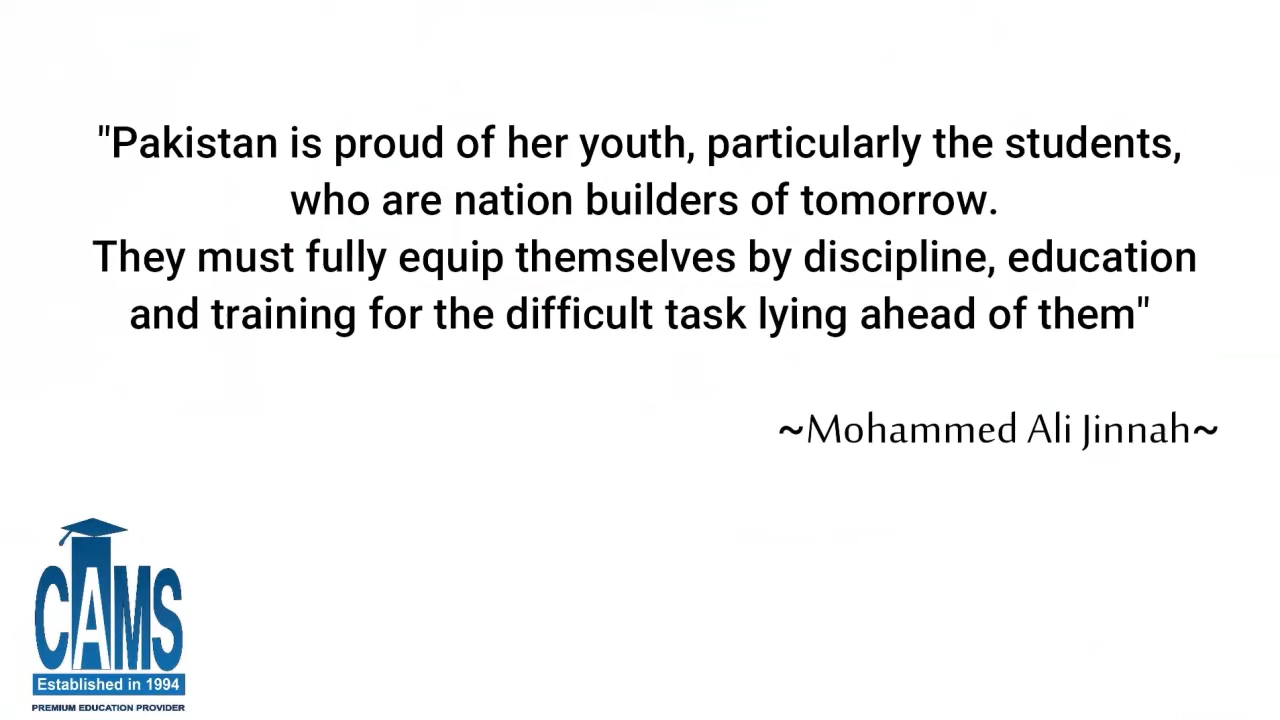 "Pakistan is proud of her youth, particularly the students,
who are nation builders of tomorrow.
They must fully equip themselves by discipline, education
and training for the difficult task lying ahead of them"
~Mohammed Ali Jinnah~
CAMS
Established in 1994
PREMIUM EDUCATION PROVIDER